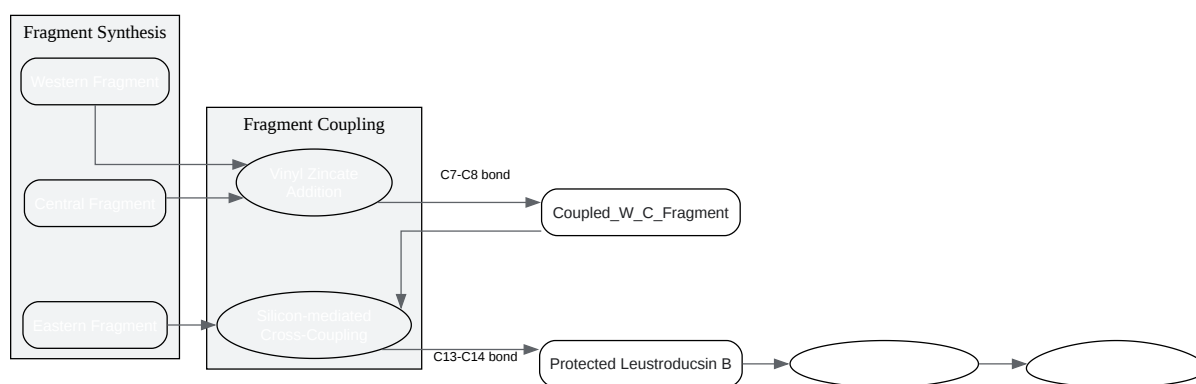 Fragment Synthesis
Western Fragment
Fragment Coupling
Vinyl Zincate
Addition
C7-C8 bond
Central Fragment
Coupled_W_C_Fragment
Silicon-mediated
Cross-Coupling
Eastern Fragment
C13-C14 bond
Protected Leustroducsin B